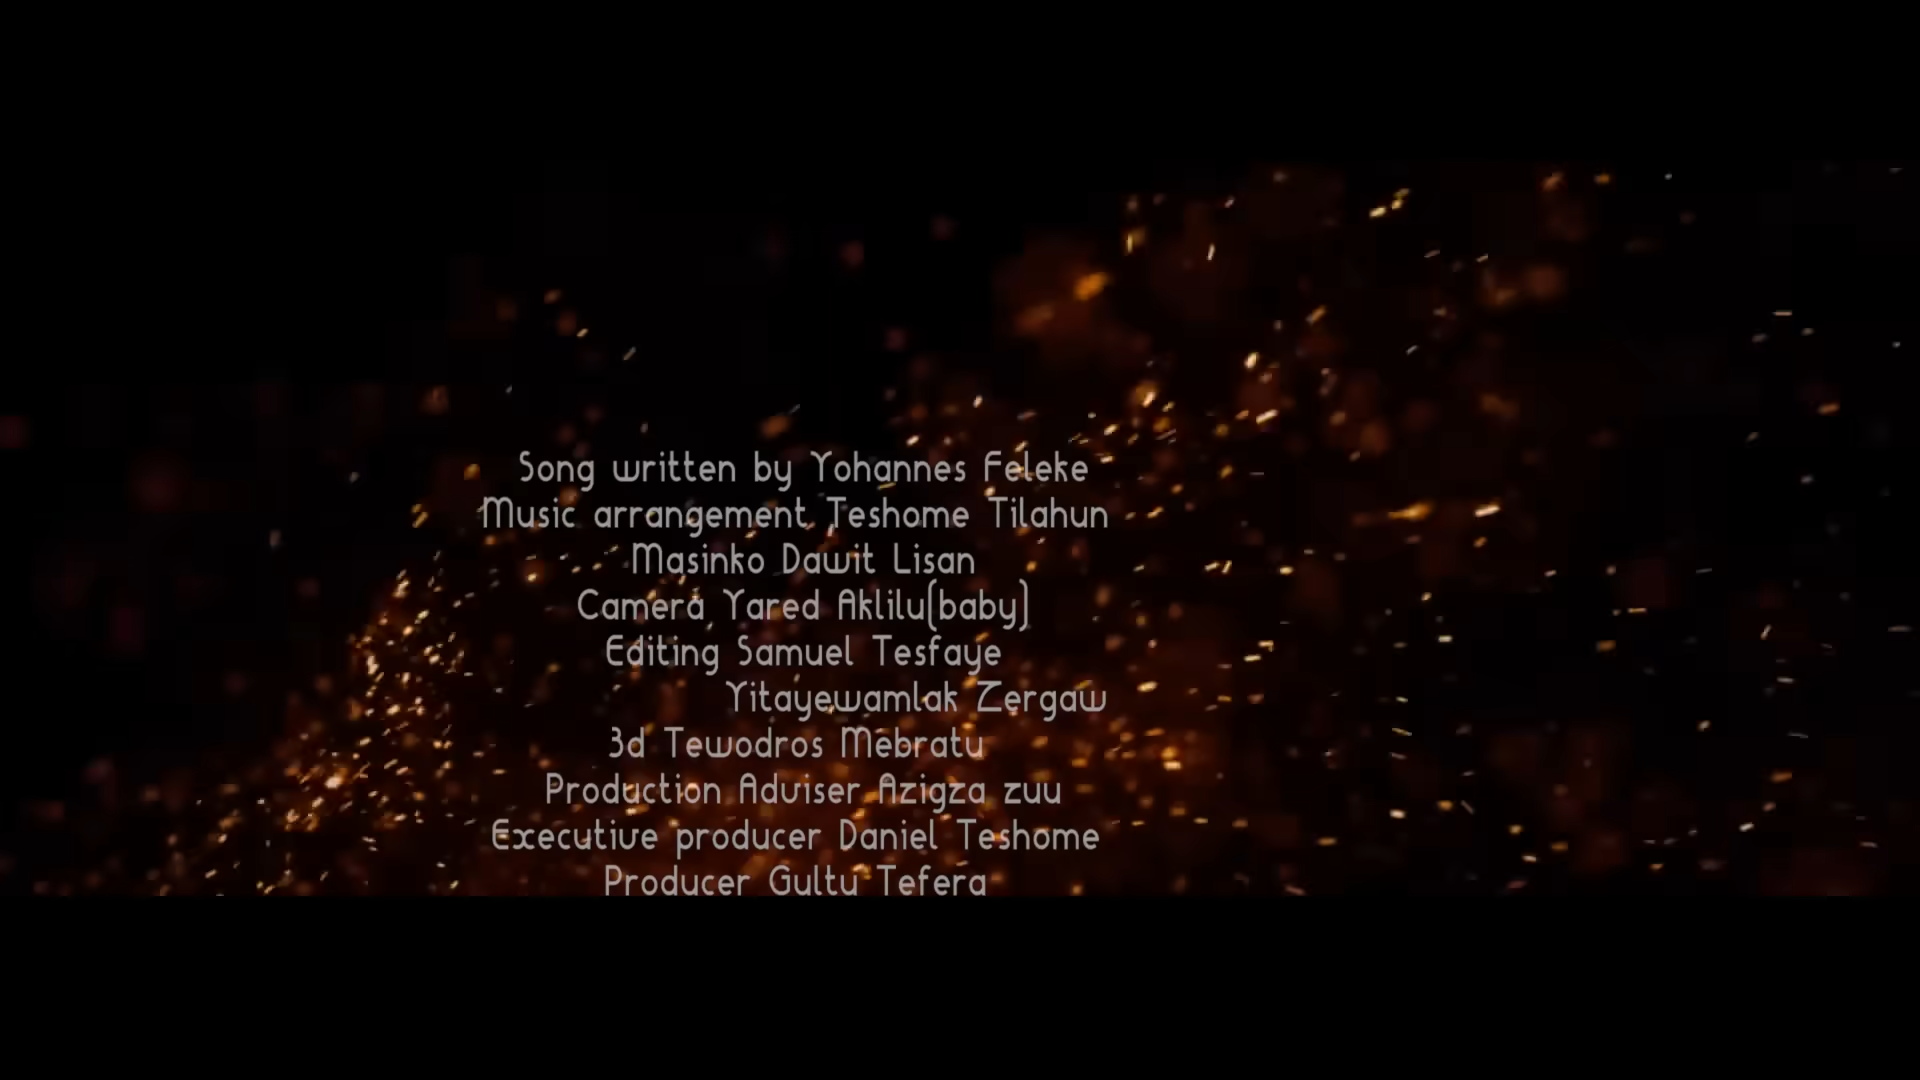 Song written by Yohannes Feleke
Music arrangement Teshome Tilahun
Masinko Dawit Lisan
Camera Yared Aklilu(baby)
Editing Samuel Tesfaye
Yitayewamlak Zergaw
3d Tewodros Mebratu
Production Adviser Azigza zuu
Executive producer Daniel Teshome
Producer Gultu Tefera